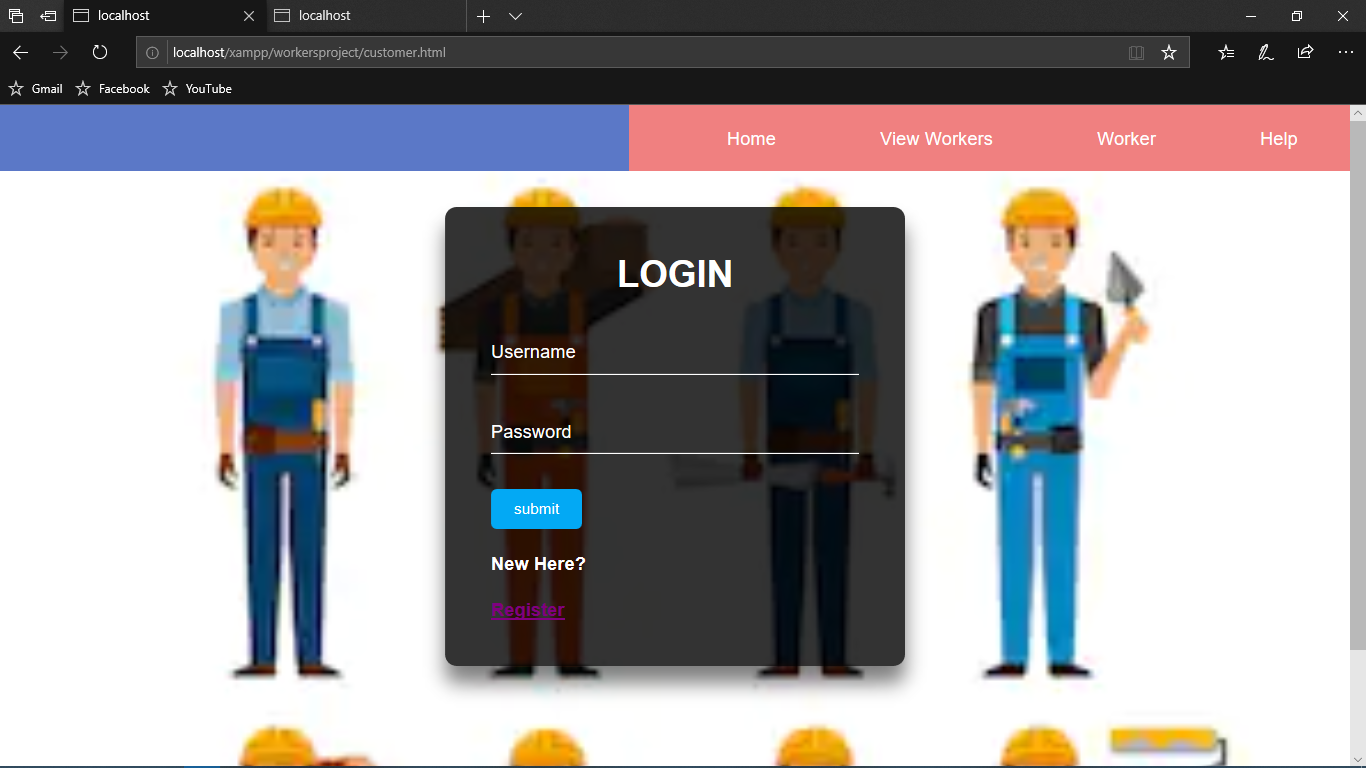 localhost
localhost
localhost/xampp/workersproject/customer.html
Gmail
Facebook
YouTube
Home
View Workers
Worker
Help
LOGIN
Username
Password
submit
New Here?
Register